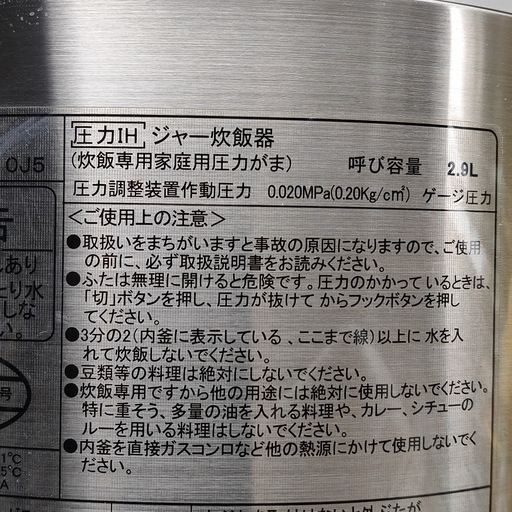 圧力IH ジャー炊飯器
(炊飯専用家庭用圧力がま) 呼び容量 2.9L
圧力調整装置作動圧力 0.020MPa(0.20Kg/c㎡) ゲージ圧力
＜ご使用上の注意＞
●取扱いをまちがいますと事故の原因になりますので、ご使用
の前に、必ず取扱説明書をお読みください。
●ふたは無理に開けると危険です。圧力のかかっているときは、
「切」ボタンを押し、圧力が抜けてからフックボタンを押し
てください。
●3分の2(内釜に表示している、ここまで線)以上に水を入
れて炊飯しないでください。
●豆類等の料理は絶対にしないでください。
●炊飯専用ですから他の用途には絶対に使用しないでください。
特に重そう、多量の油を入れる料理や、カレー、シチューの
ルーを用いる料理はしないでください。
●内釜を直接ガスコンロなど他の熱源にかけて使用しないでく
ださい。
0J5
あり
とり水
しな
い。
号
1℃
5℃
A